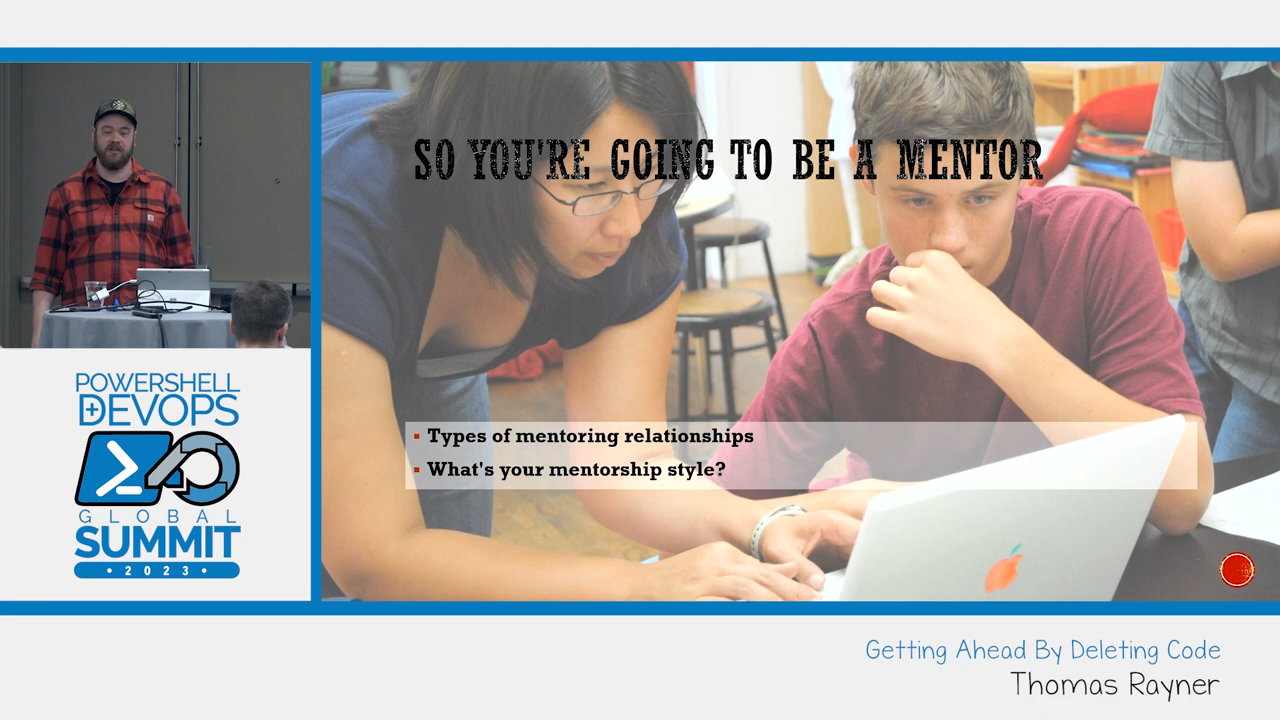 SO YOU'RE GOING TO BE A MENTOR
Types of mentoring relationships
What's your mentorship style?
POWERSHELL
+DEVOPS
GLOBAL
SUMMIT
• 2023 •
Getting Ahead By Deleting Code
Thomas Rayner